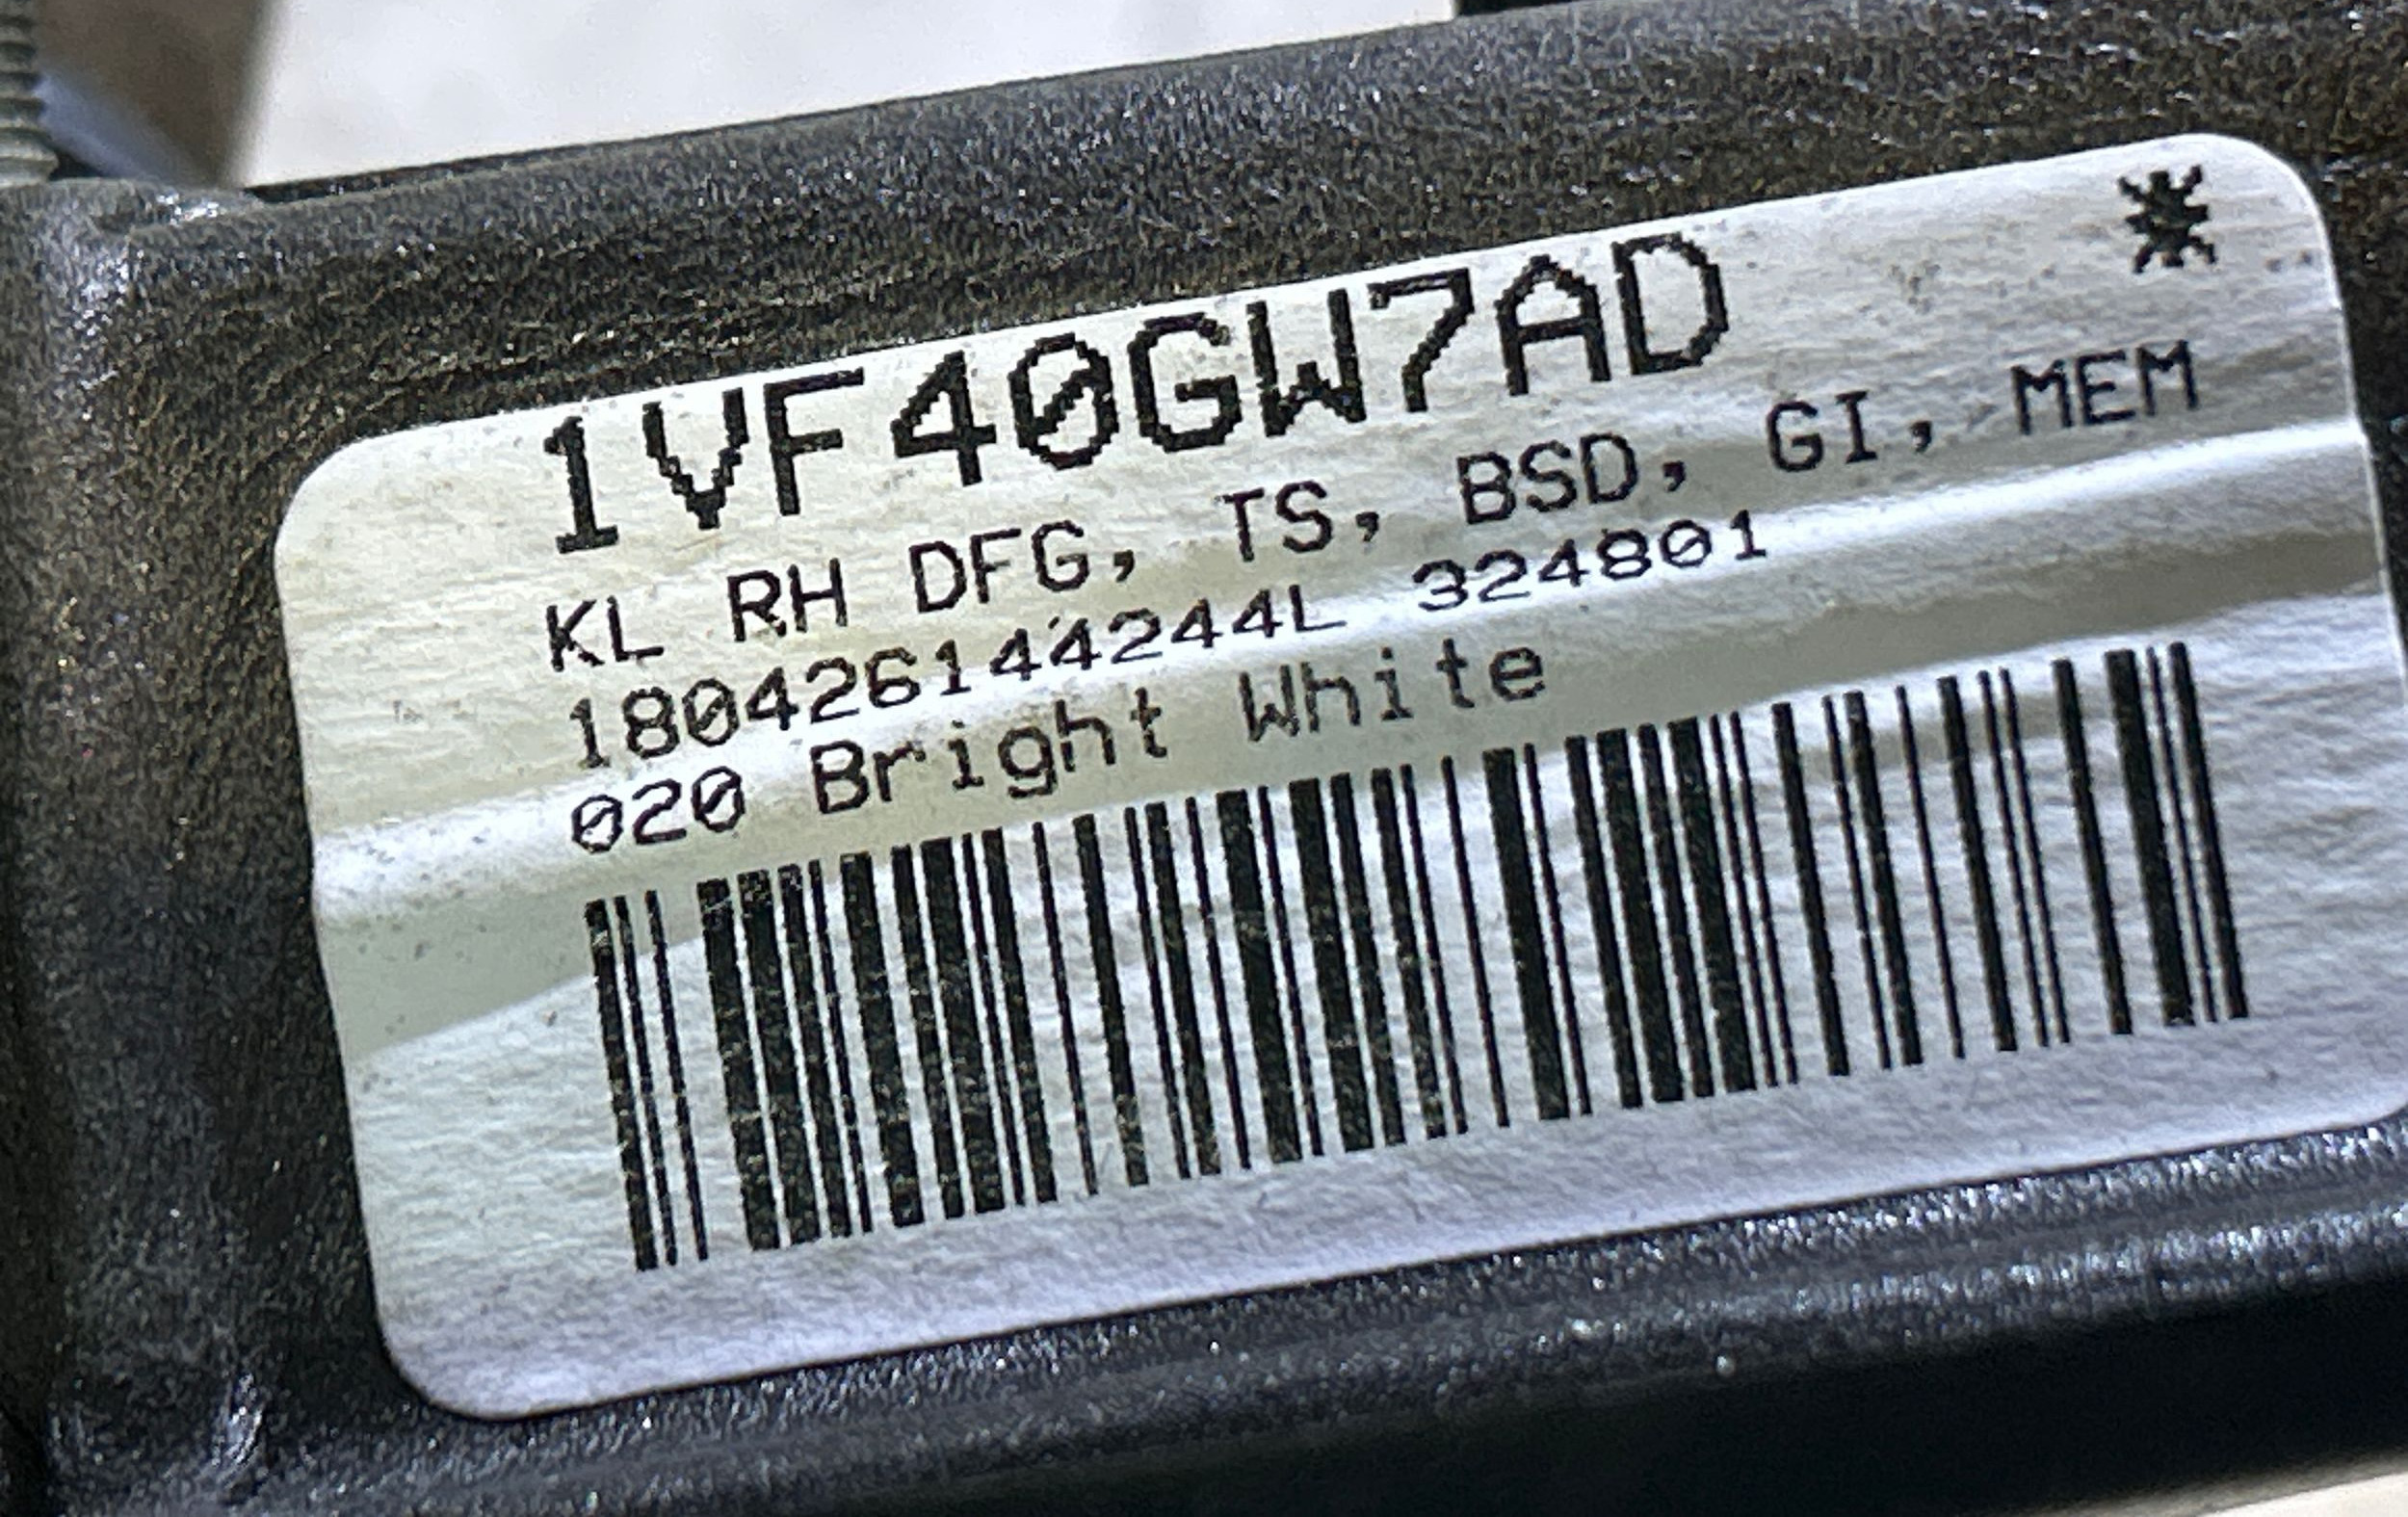 *
1VF40GW7AD
KL RH DFG, TS, BSD, GI, MEM
180426144244L 324801
020 Bright White